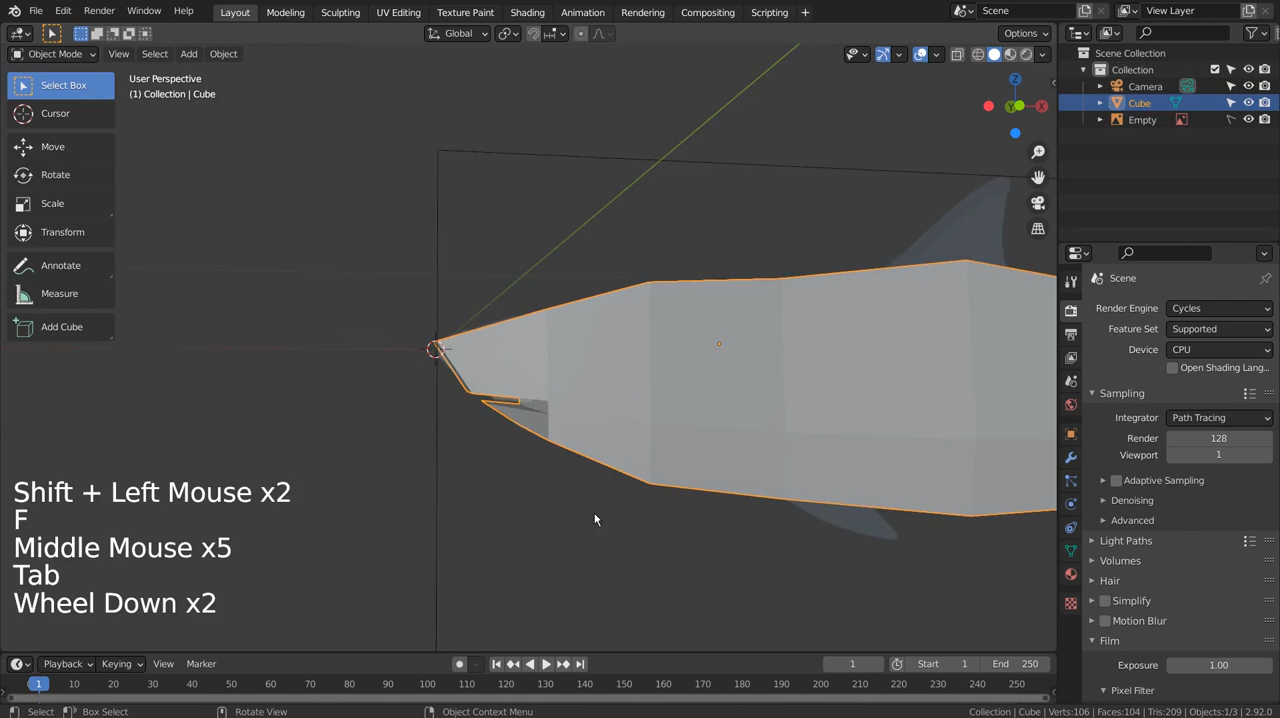 File Edit Render Window Help
Layout Modeling Sculpting UV Editing Texture Paint Shading Animation Rendering Compositing Scripting +
Scene View Layer
Global Options
Object Mode View Select Add Object
User Perspective
(1) Collection | Cube
Select Box
Cursor
Move
Rotate
Scale
Transform
Annotate
Measure
Add Cube
Z
Y X
Shift + Left Mouse x2
F
Middle Mouse x5
Tab
Wheel Down x2
Scene Collection
Collection
Camera
Cube
Empty
Scene
Render Engine Cycles
Feature Set Supported
Device CPU
Open Shading Lang...
Sampling
Integrator Path Tracing
Render 128
Viewport 1
Adaptive Sampling
Denoising
Advanced
Light Paths
Volumes
Hair
Simplify
Motion Blur
Film
Exposure 1.00
Pixel Filter
Playback Keying View Marker 1 Start 1 End 250
1 10 20 30 40 50 60 70 80 90 100 110 120 130 140 150 160 170 180 190 200 210 220 230 240 250
Select Box Select Rotate View Object Context Menu Collection | Cube | Verts:106 | Faces:104 | Tris:209 | Objects:1/3 | 2.92.0